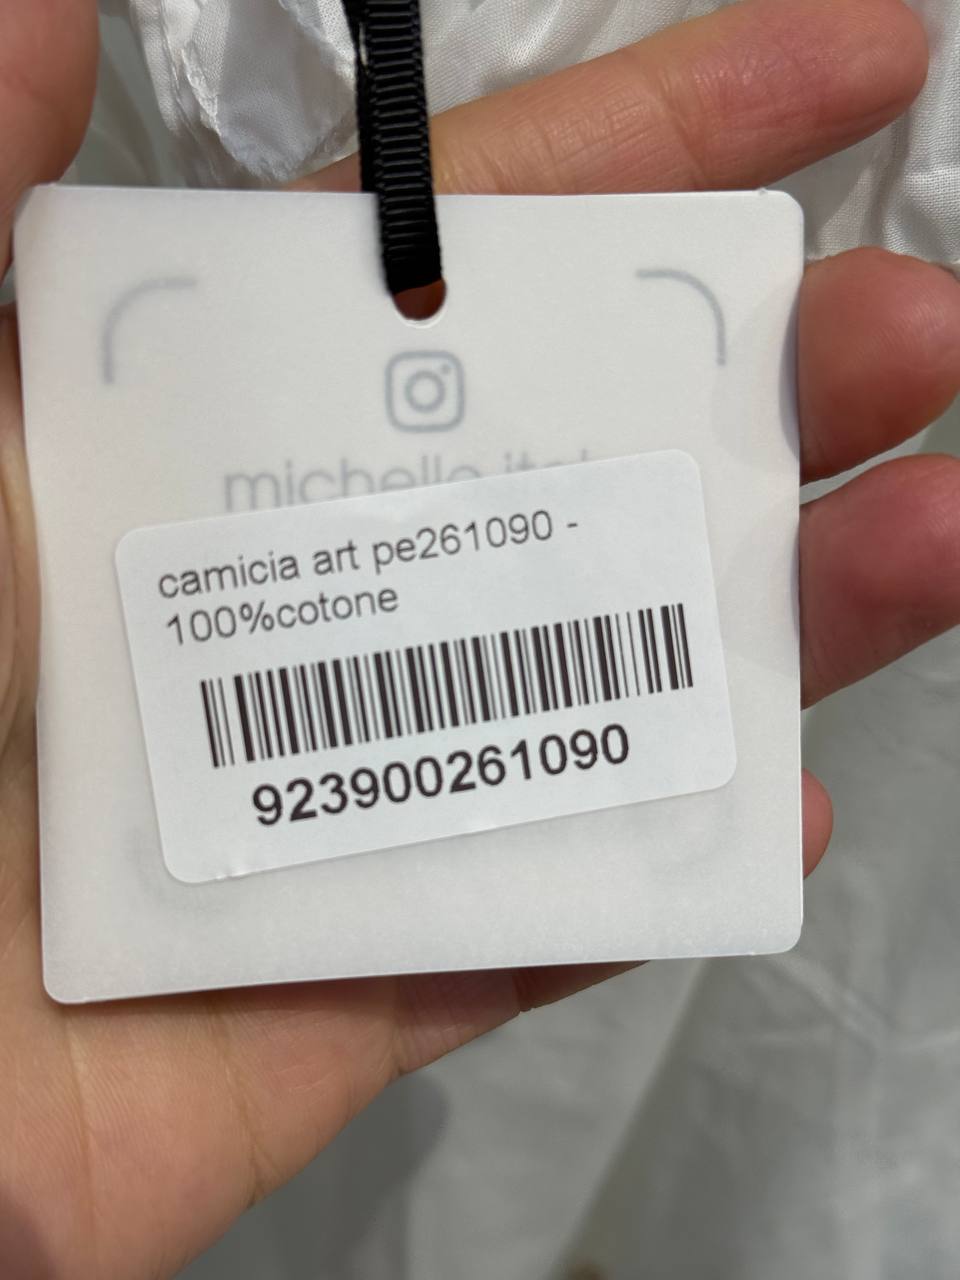 camicia art pe261090 -
100%cotone
923900261090